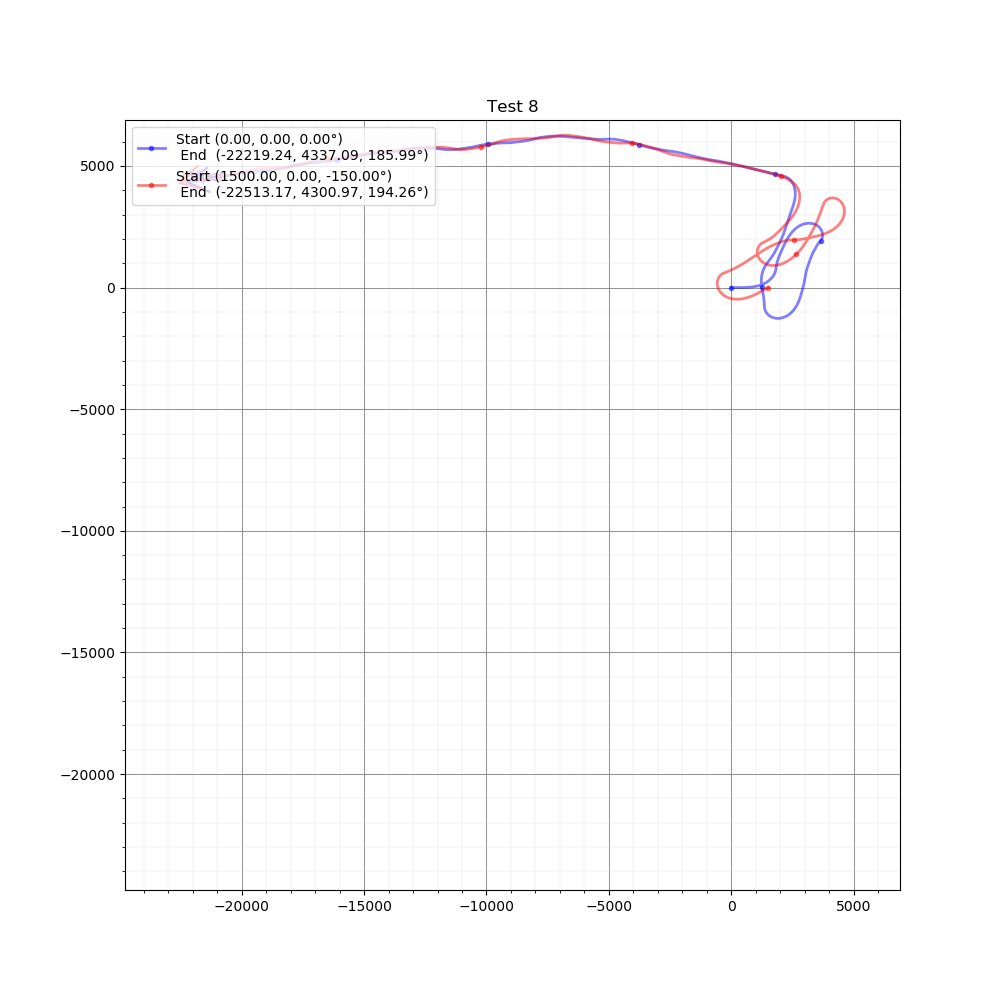 Test 8
Start (0.00, 0.00, 0.00°)
End  (-22219.24, 4337.09, 185.99°)
Start (1500.00, 0.00, -150.00°)
End  (-22513.17, 4300.97, 194.26°)
5000
0
−5000
−10000
−15000
−20000
−20000
−15000
−10000
−5000
0
5000